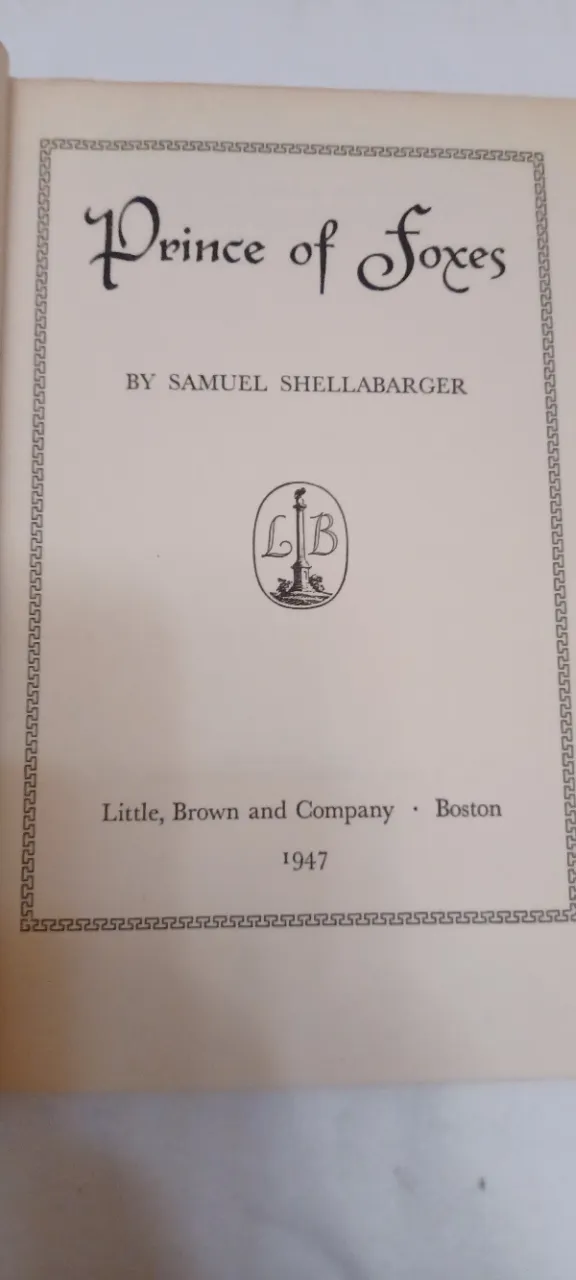 Prince of Foxes
BY SAMUEL SHELLABARGER
L B
Little, Brown and Company · Boston
1947